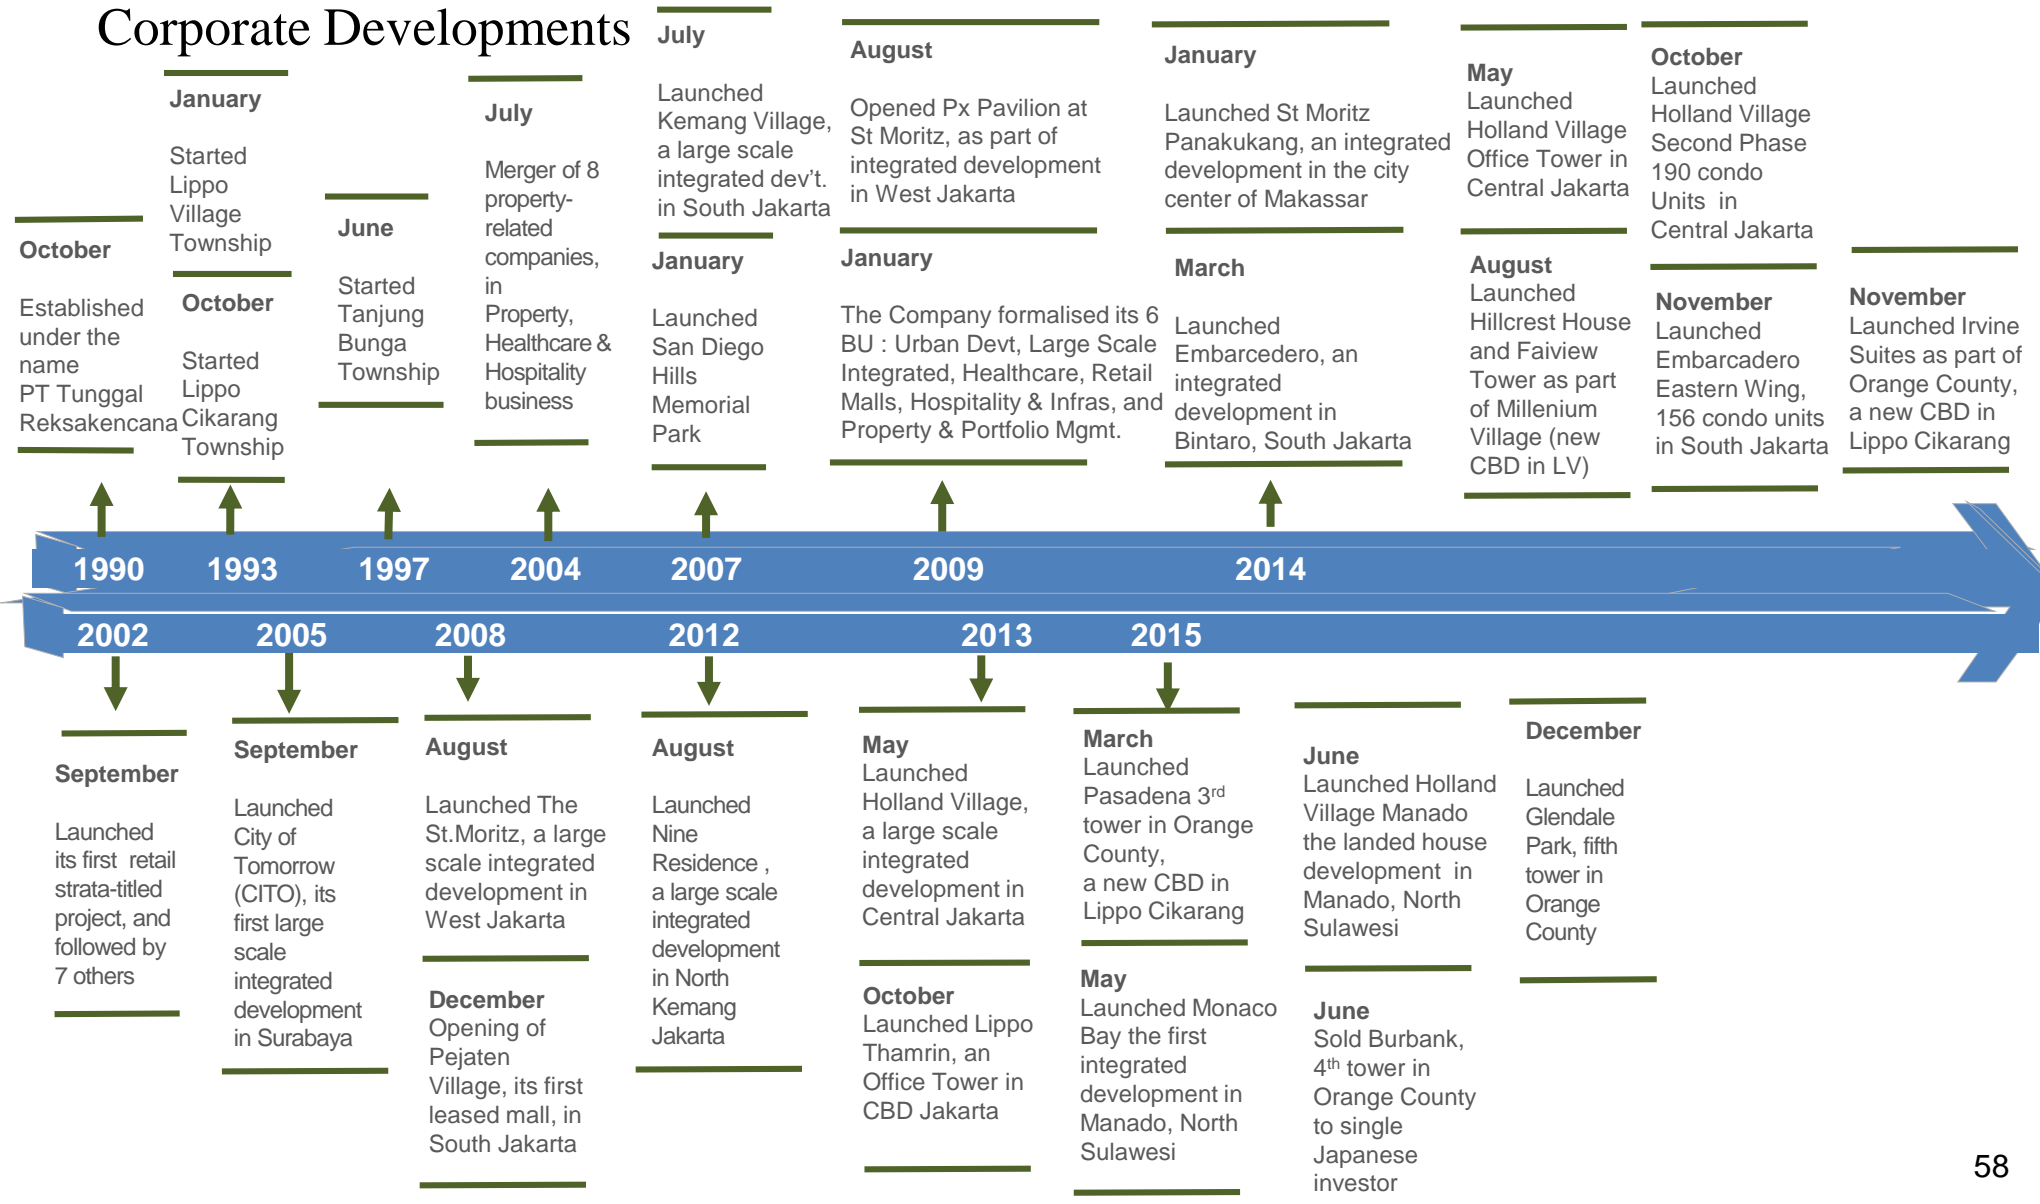 Corporate Developments
October
Established
under the
name
PT Tunggal
Reksakencana
January
Started
Lippo
Village
Township
October
Started
Lippo
Cikarang
Township
June
Started
Tanjung
Bunga
Township
July
Merger of 8
property-
related
companies,
in
Property,
Healthcare &
Hospitality
business
July
Launched
Kemang Village,
a large scale
integrated dev't.
in South Jakarta
January
Launched
San Diego
Hills
Memorial
Park
August
Opened Px Pavilion at
St Moritz, as part of
integrated development
in West Jakarta
January
The Company formalised its 6
BU : Urban Devt, Large Scale
Integrated, Healthcare, Retail
Malls, Hospitality & Infras, and
Property & Portfolio Mgmt.
January
Launched St Moritz
Panakukang, an integrated
development in the city
center of Makassar
March
Launched
Embarcedero, an
integrated
development in
Bintaro, South Jakarta
May
Launched
Holland Village
Office Tower in
Central Jakarta
August
Launched
Hillcrest House
and Faiview
Tower as part
of Millenium
Village (new
CBD in LV)
October
Launched
Holland Village
Second Phase
190 condo
Units in
Central Jakarta
November
Launched
Embarcadero
Eastern Wing,
156 condo units
in South Jakarta
November
Launched Irvine
Suites as part of
Orange County,
a new CBD in
Lippo Cikarang
1990 1993 1997 2004 2007 2009 2014
2002 2005 2008 2012 2013 2015
September
Launched
its first retail
strata-titled
project, and
followed by
7 others
September
Launched
City of
Tomorrow
(CITO), its
first large
scale
integrated
development
in Surabaya
August
Launched The
St.Moritz, a large
scale integrated
development in
West Jakarta
December
Opening of
Pejaten
Village, its first
leased mall, in
South Jakarta
August
Launched
Nine
Residence ,
a large scale
integrated
development
in North
Kemang
Jakarta
May
Launched
Holland Village,
a large scale
integrated
development in
Central Jakarta
October
Launched Lippo
Thamrin, an
Office Tower in
CBD Jakarta
March
Launched
Pasadena 3rd
tower in Orange
County,
a new CBD in
Lippo Cikarang
May
Launched Monaco
Bay the first
integrated
development in
Manado, North
Sulawesi
June
Launched Holland
Village Manado
the landed house
development in
Manado, North
Sulawesi
June
Sold Burbank,
4th tower in
Orange County
to single
Japanese
investor
December
Launched
Glendale
Park, fifth
tower in
Orange
County
58